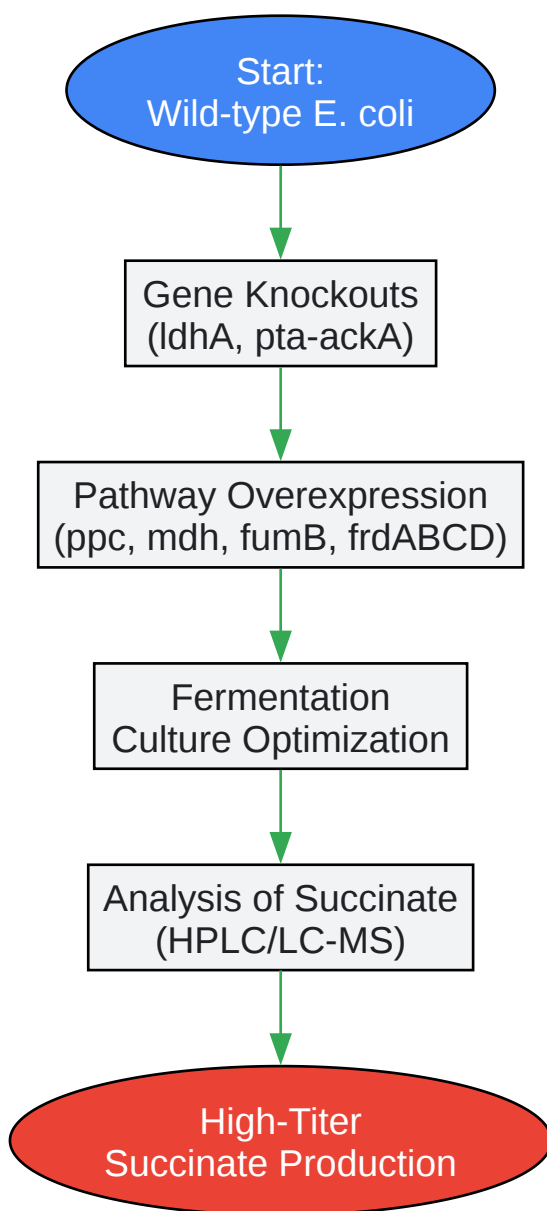 Start:
Wild-type E. coli
Gene Knockouts
(ldhA, pta-ackA)
Pathway Overexpression
(ppc, mdh, fumB, frdABCD)
Fermentation
Culture Optimization
Analysis of Succinate
(HPLC/LC-MS)
High-Titer
Succinate Production